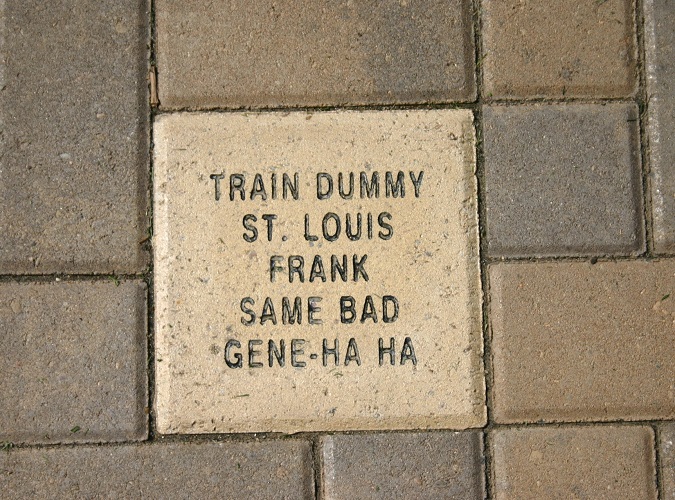 TRAIN DUMMY
ST. LOUIS
FRANK
SAME BAD
GENE-HA HA